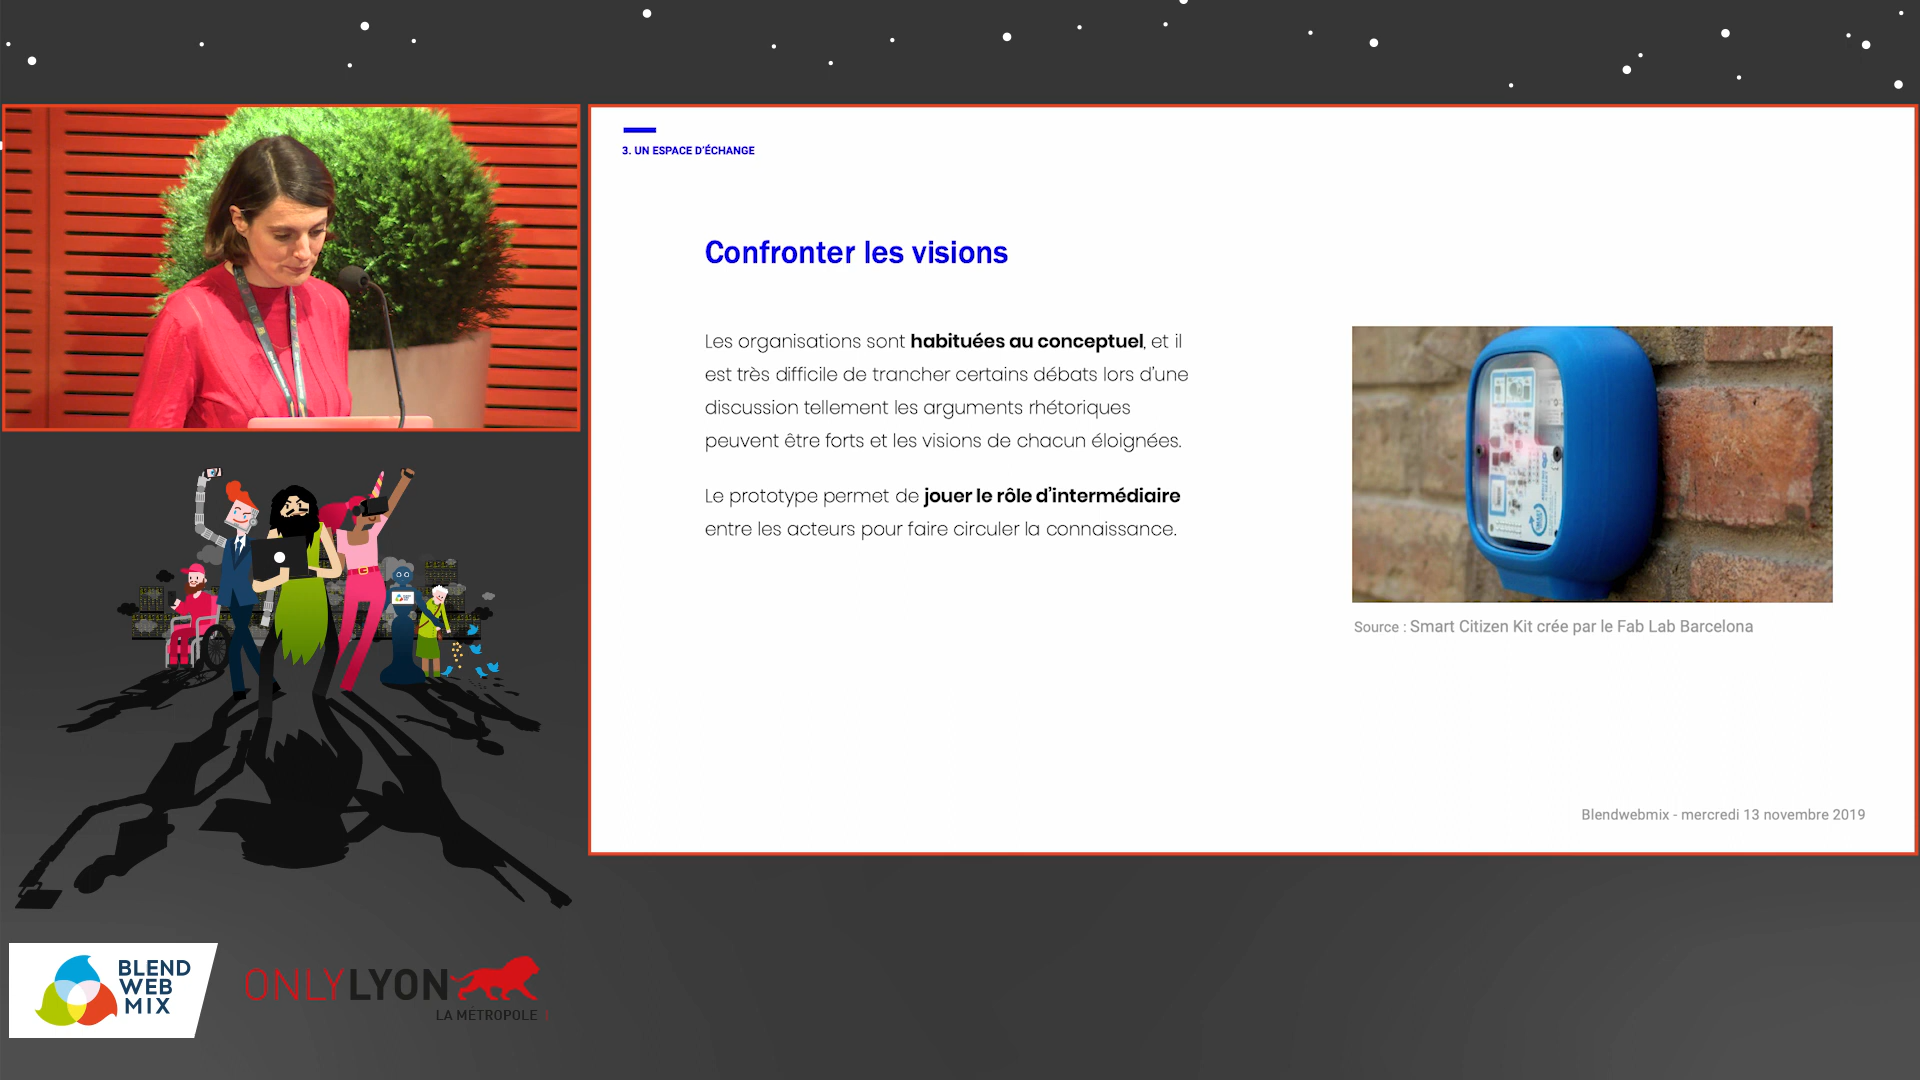 3. UN ESPACE D'ÉCHANGE
Confronter les visions
Les organisations sont habituées au conceptuel, et il
est très difficile de trancher certains débats lors d'une
discussion tellement les arguments rhétoriques
peuvent être forts et les visions de chacun éloignées.
Le prototype permet de jouer le rôle d'intermédiaire
entre les acteurs pour faire circuler la connaissance.
Source : Smart Citizen Kit crée par le Fab Lab Barcelona
Blendwebmix - mercredi 13 novembre 2019
BLEND
WEB
MIX
ONLYLYON
LA MÉTROPOLE